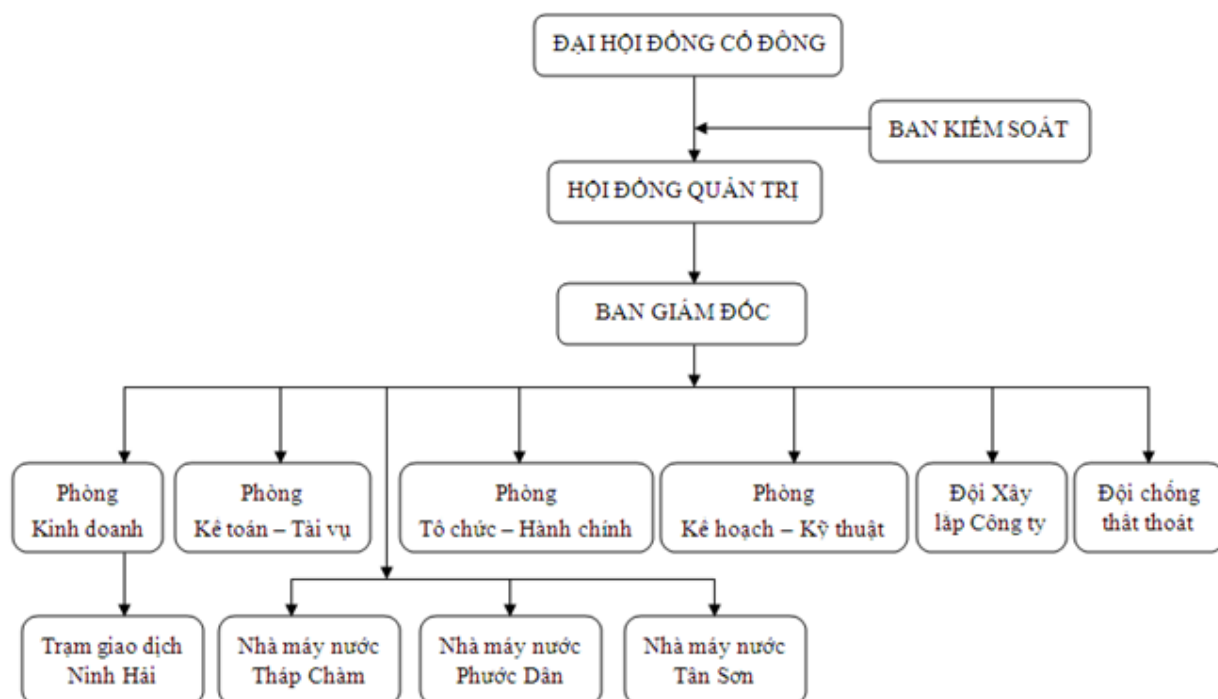 ĐẠI HỘI ĐỒNG CỔ ĐÔNG
BAN KIỂM SOÁT
HỘI ĐỒNG QUẢN TRỊ
BAN GIÁM ĐỐC
Phòng
Kinh doanh
Phòng
Kế toán – Tài vụ
Phòng
Tổ chức – Hành chính
Phòng
Kế hoạch – Kỹ thuật
Đội Xây
lắp Công ty
Đội chống
thất thoát
Trạm giao dịch
Ninh Hải
Nhà máy nước
Tháp Chàm
Nhà máy nước
Phước Dân
Nhà máy nước
Tân Sơn